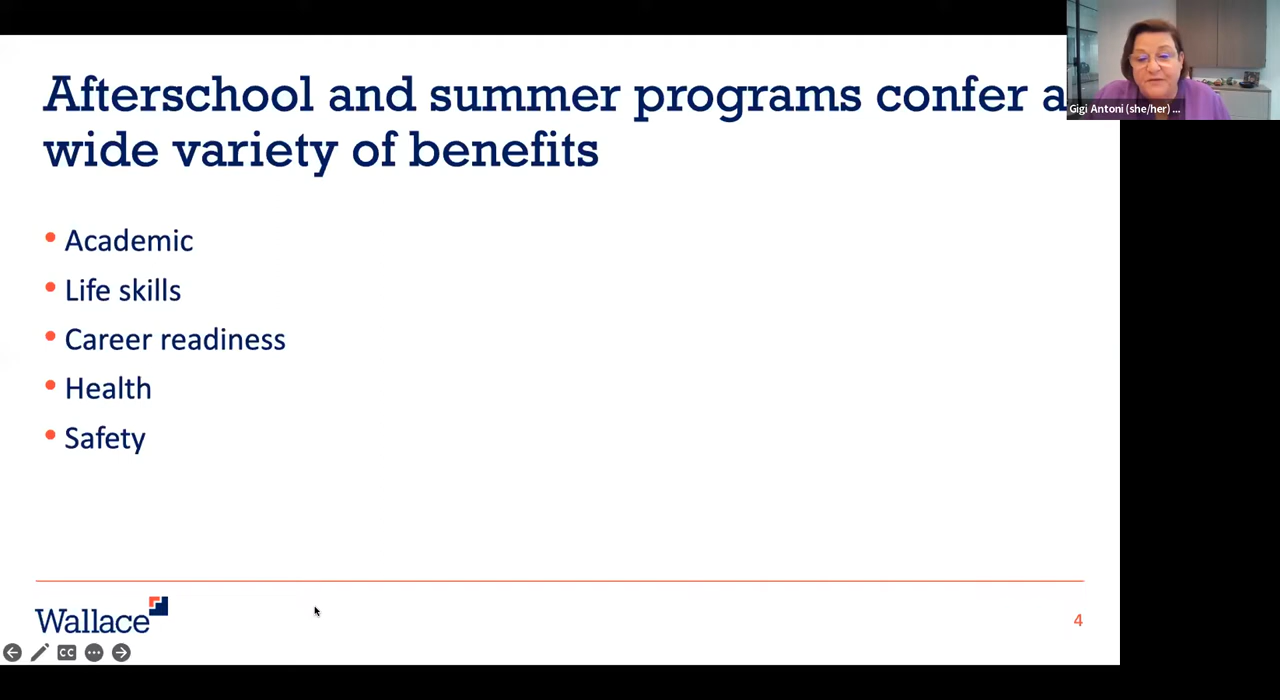 Afterschool and summer programs confer a
wide variety of benefits
• Academic
• Life skills
• Career readiness
• Health
• Safety
Wallace
4
CC
Gigi Antoni (she/her) ...